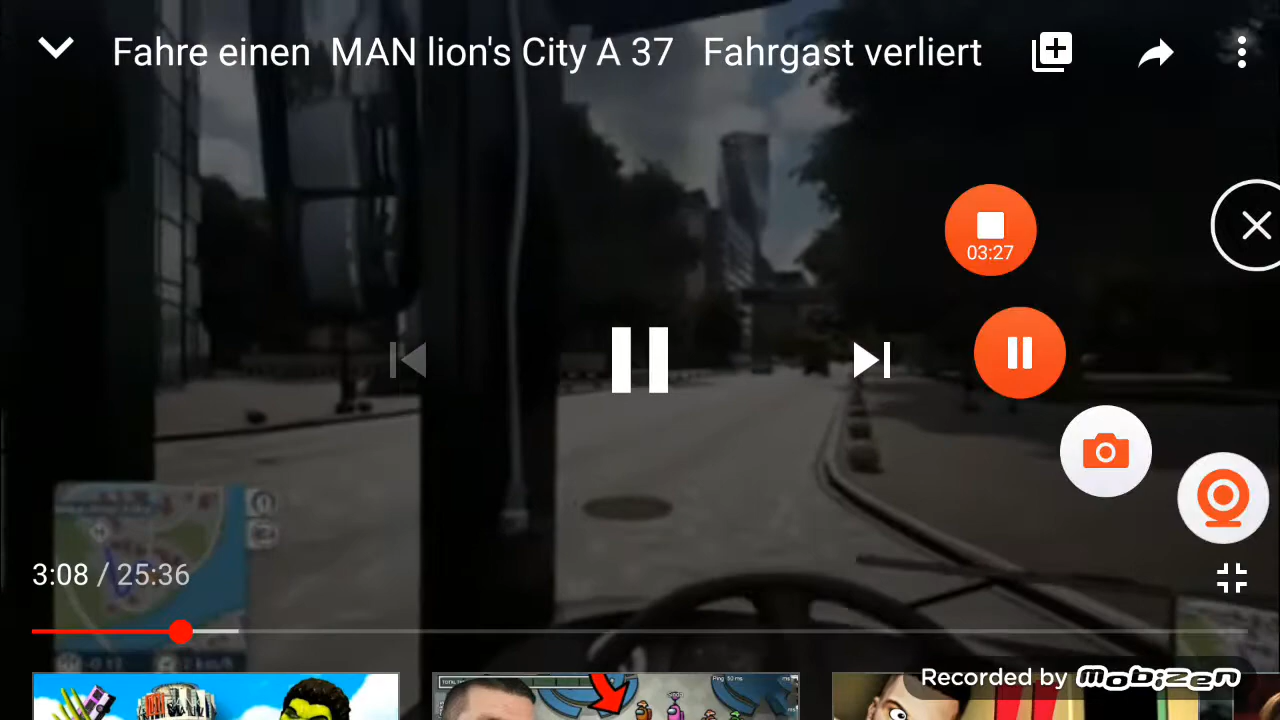 Fahre einen  MAN lion's City A 37   Fahrgast verliert
03:27
3:08 / 25:36
Recorded by mobizen